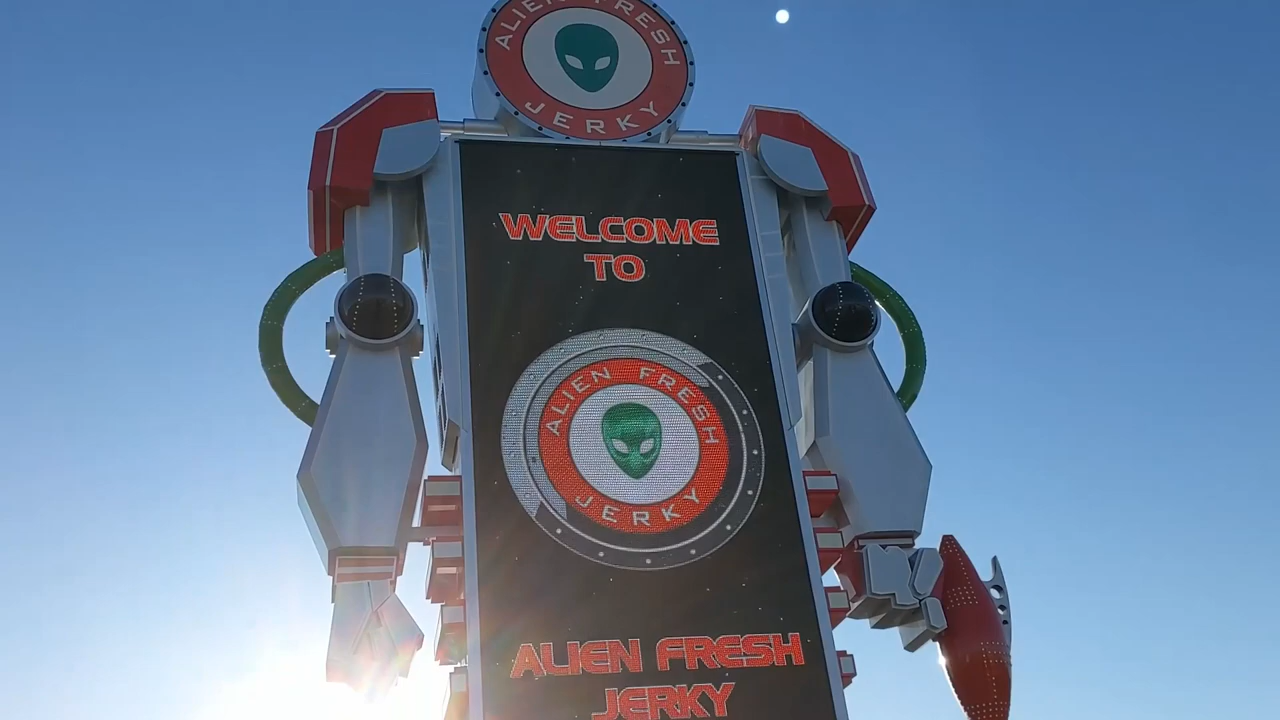 ALIEN FRESH
JERKY
WELCOME
TO
ALIEN FRESH
JERKY
ALIEN FRESH
JERKY